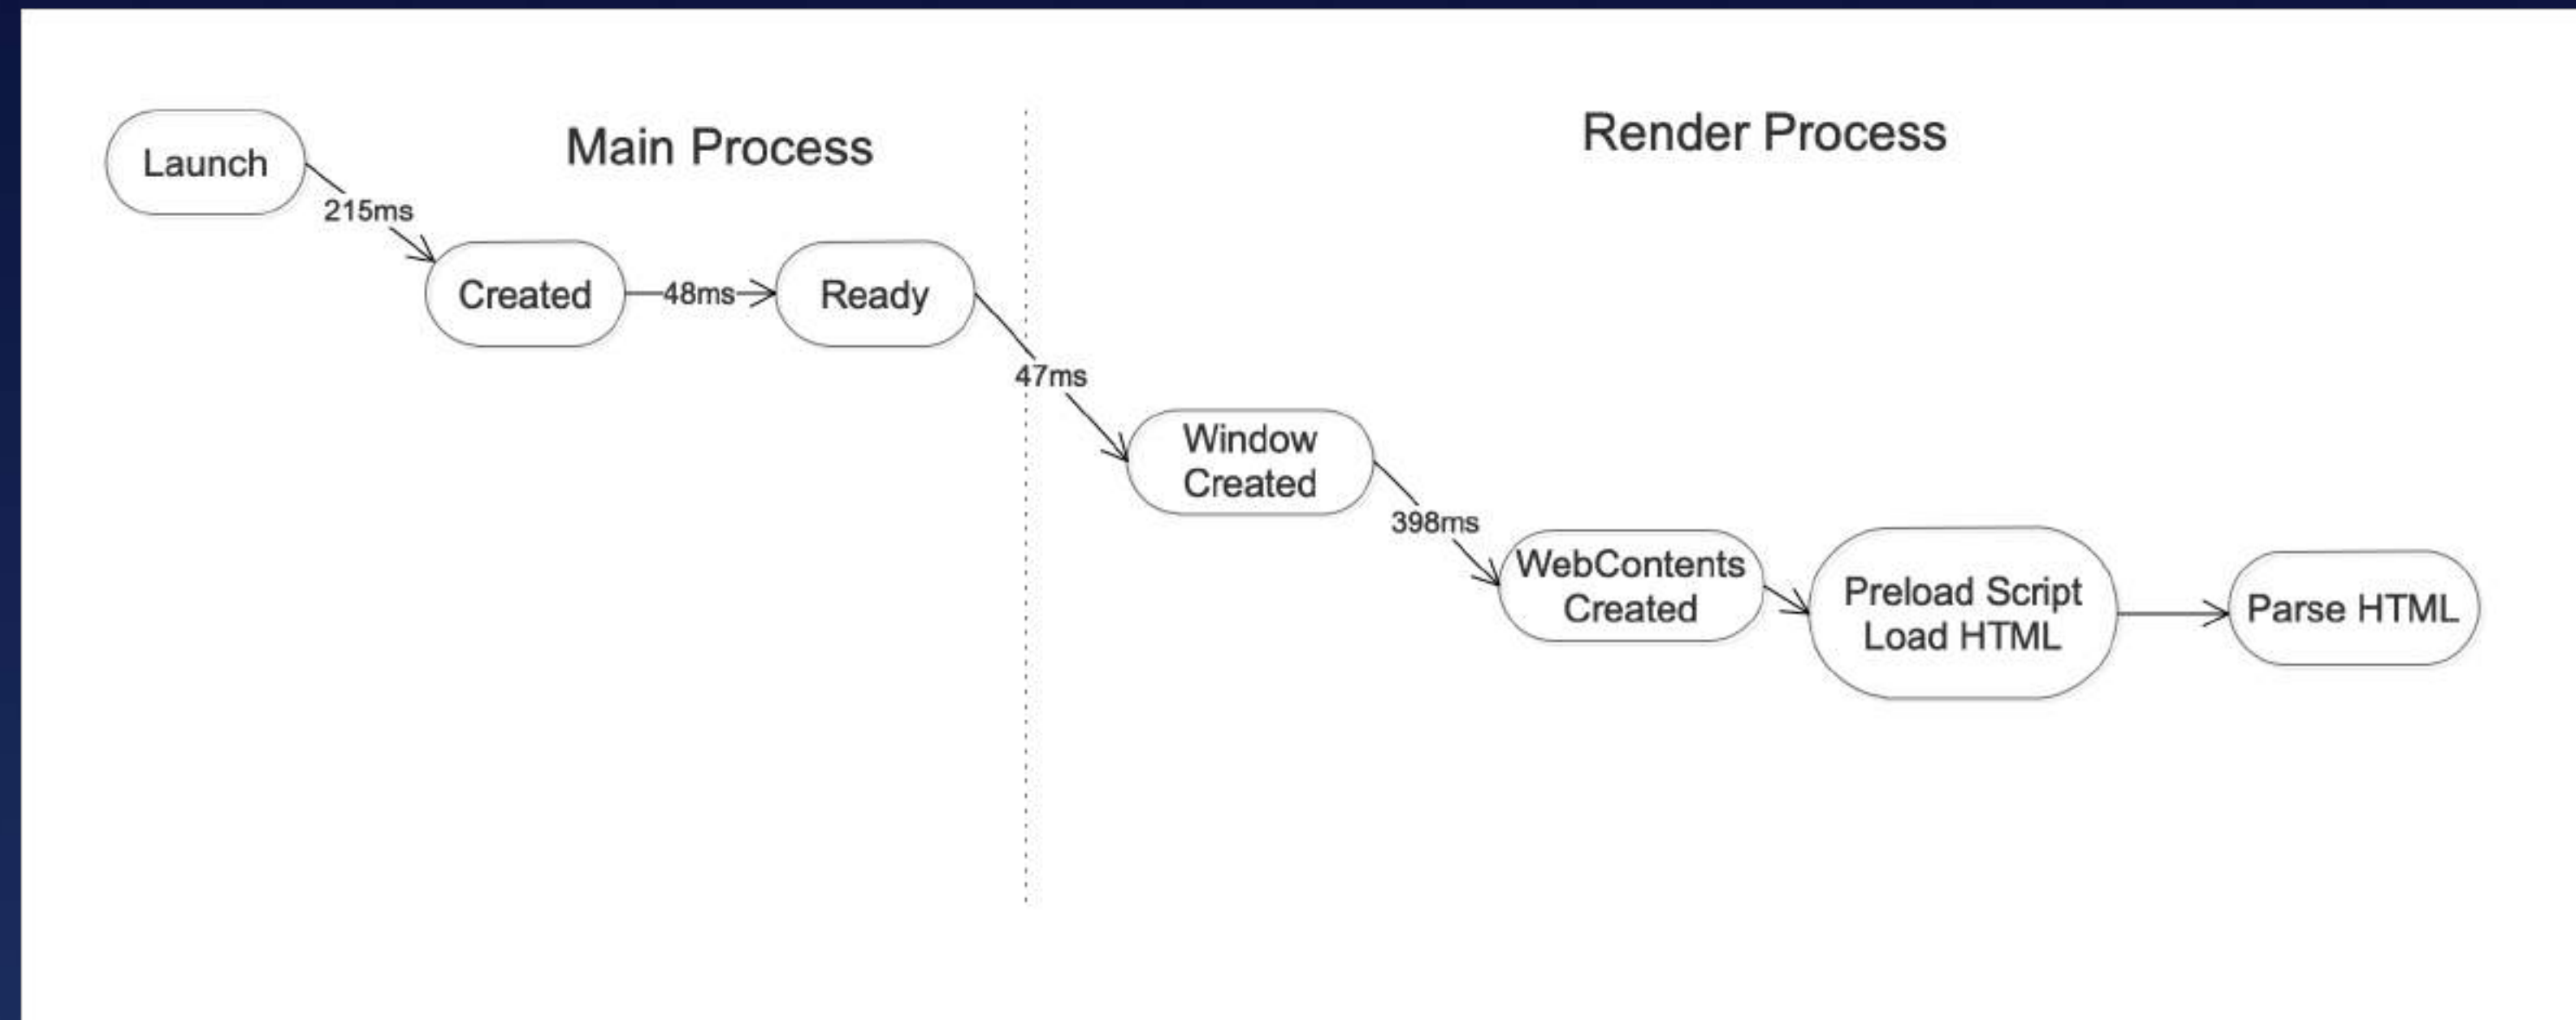 Launch
Main Process
Render Process
215ms
Created
48ms
Ready
47ms
Window
Created
398ms
WebContents
Created
Preload Script
Load HTML
Parse HTML